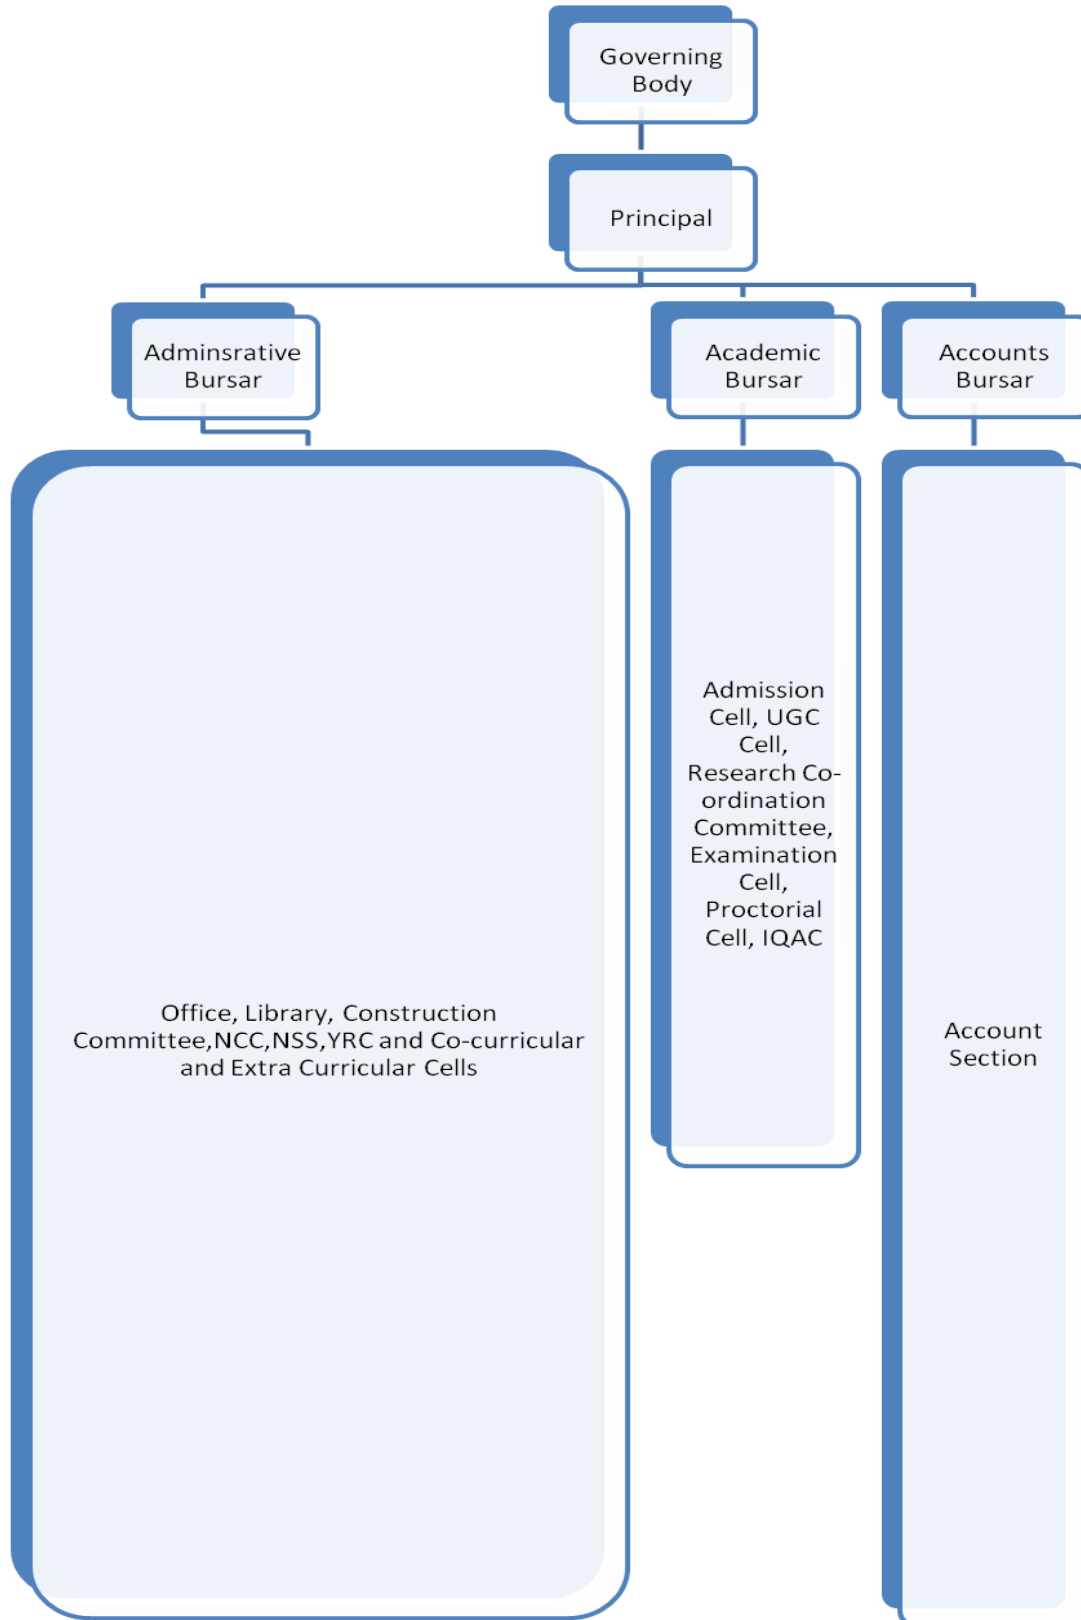 Governing
Body
Principal
Adminsrative
Bursar
Academic
Bursar
Accounts
Bursar
Office, Library, Construction
Committee,NCC,NSS,YRC and Co-curricular
and Extra Curricular Cells
Admission
Cell, UGC
Cell,
Research Co-
ordination
Committee,
Examination
Cell,
Proctorial
Cell, IQAC
Account
Section